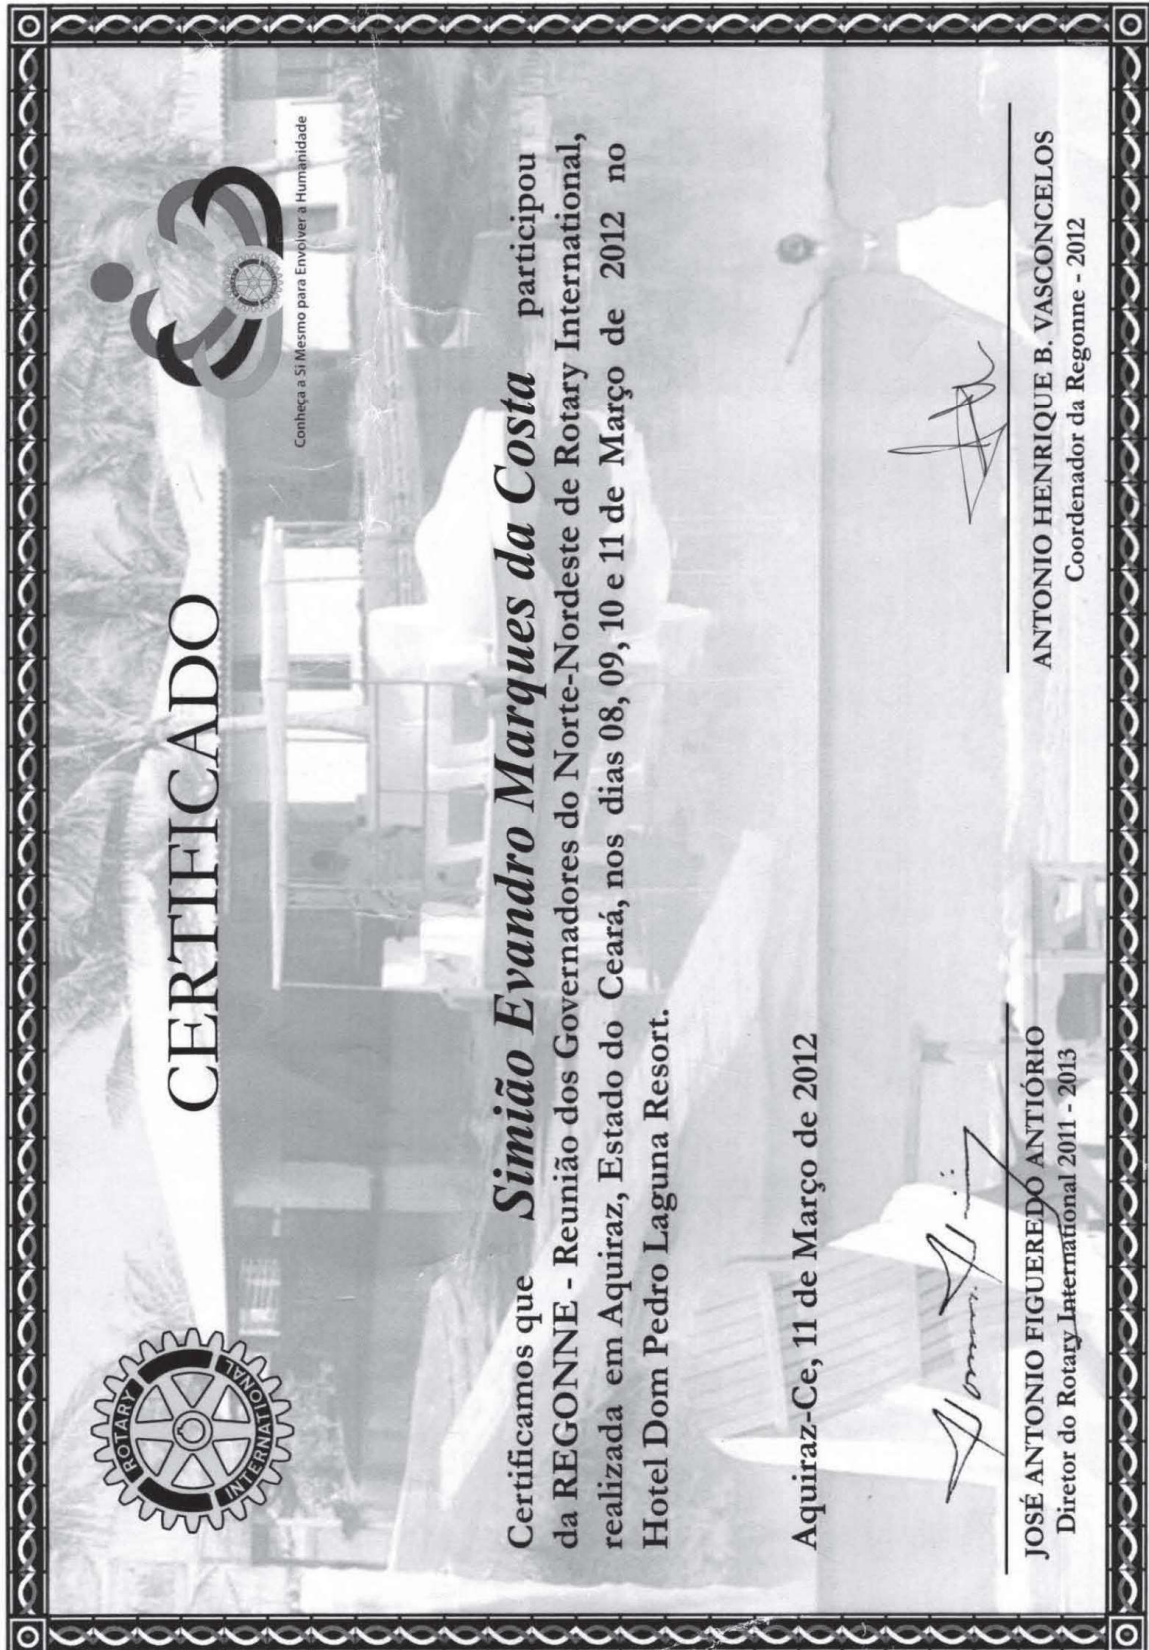 ROTARY
INTERNATIONAL
CERTIFICADO
Conheça a Si Mesmo para Envolver a Humanidade
Certificamos que Simião Evandro Marques da Costa participou
da REGONNE - Reunião dos Governadores do Norte-Nordeste de Rotary International,
realizada em Aquiraz, Estado do Ceará, nos dias 08, 09, 10 e 11 de Março de 2012 no
Hotel Dom Pedro Laguna Resort.
Aquiraz-Ce, 11 de Março de 2012
JOSÉ ANTONIO FIGUEREDO ANTIÓRIO
Diretor do Rotary International 2011 - 2013
ANTONIO HENRIQUE B. VASCONCELOS
Coordenador da Regonne - 2012